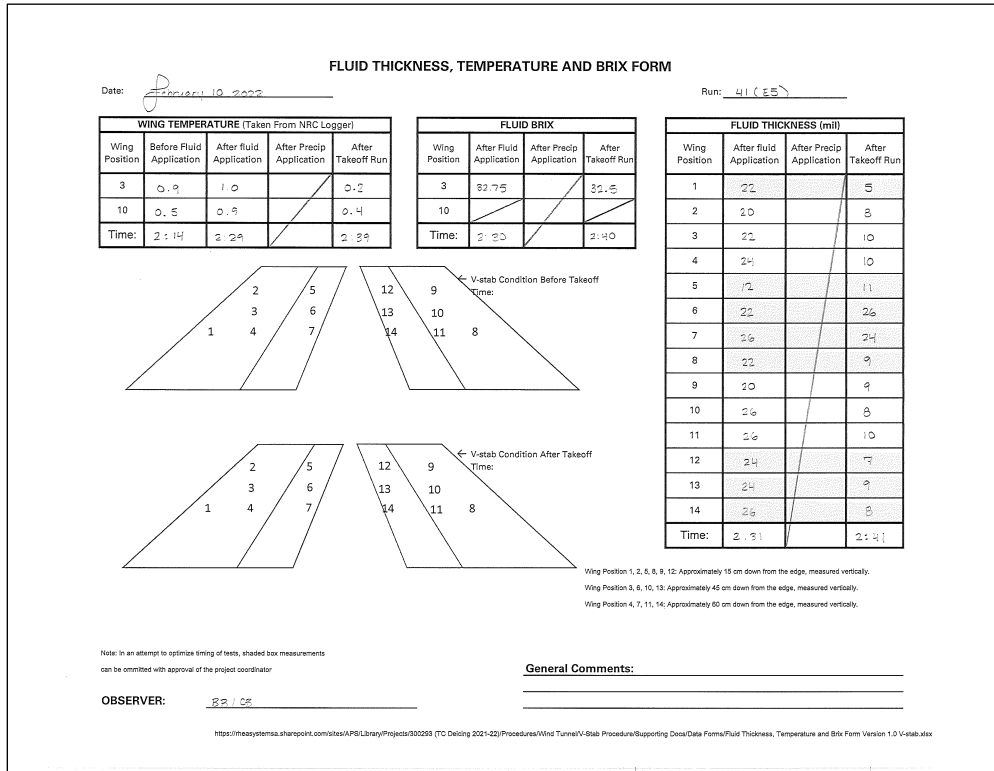 FLUID THICKNESS, TEMPERATURE AND BRIX FORM
Date: February 10, 2022
Run: 41 (E5)
WING TEMPERATURE (Taken From NRC Logger)
Wing Position Before Fluid Application After fluid Application After Precip Application After Takeoff Run
3 0.9 1.0 0.2
10 0.5 0.9 0.4
Time: 2:14 2:29 2:39
FLUID BRIX
Wing Position After Fluid Application After Precip Application After Takeoff Run
3 32.75 32.5
10
Time: 2:30 2:40
FLUID THICKNESS (mil)
Wing Position After fluid Application After Precip Application After Takeoff Run
1 22 5
2 20 8
3 22 10
4 24 10
5 12 11
6 22 26
7 26 24
8 22 9
9 20 9
10 26 8
11 26 10
12 24 7
13 24 9
14 26 8
Time: 2:31 2:41
← V-stab Condition Before Takeoff
Time:
2 5 12 9
3 6 13 10
1 4 7 14 11 8
← V-stab Condition After Takeoff
Time:
2 5 12 9
3 6 13 10
1 4 7 14 11 8
Wing Position 1, 2, 5, 8, 9, 12: Approximately 15 cm down from the edge, measured vertically.
Wing Position 3, 6, 10, 13: Approximately 45 cm down from the edge, measured vertically.
Wing Position 4, 7, 11, 14; Approximately 60 cm down from the edge, measured vertically.
Note: In an attempt to optimize timing of tests, shaded box measurements
can be ommitted with approval of the project coordinator
General Comments:
OBSERVER:
https://rheasystemsa.sharepoint.com/sites/APS/Library/Projects/300293 (TC Deicing 2021-22)/Procedures/Wind Tunnel/V-Stab Procedure/Supporting Docs/Data Forms/Fluid Thickness, Temperature and Brix Form Version 1.0 V-stab.xlsx